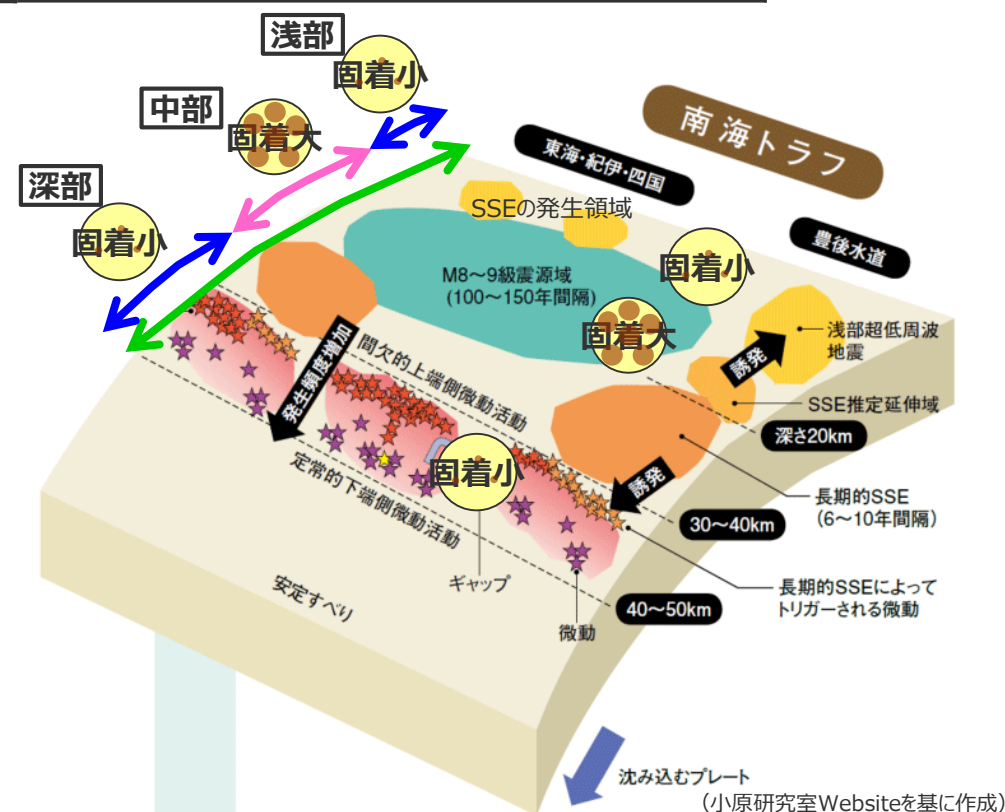 浅部
固着小
中部
固着大
深部
固着小
南海トラフ
東海・紀伊・四国
豊後水道
SSEの発生領域
固着小
M8～9級震源域
(100～150年間隔)
固着大
浅部超低周波
地震
誘発
SSE推定延伸域
深さ20km
発生頻度増加
間欠的上端側微動活動
固着小
誘発
長期的SSE
(6～10年間隔)
30～40km
定常的下端側微動活動
ギャップ
長期的SSEによって
トリガーされる微動
40～50km
微動
安定すべり
沈み込むプレート
（小原研究室Websiteを基に作成）